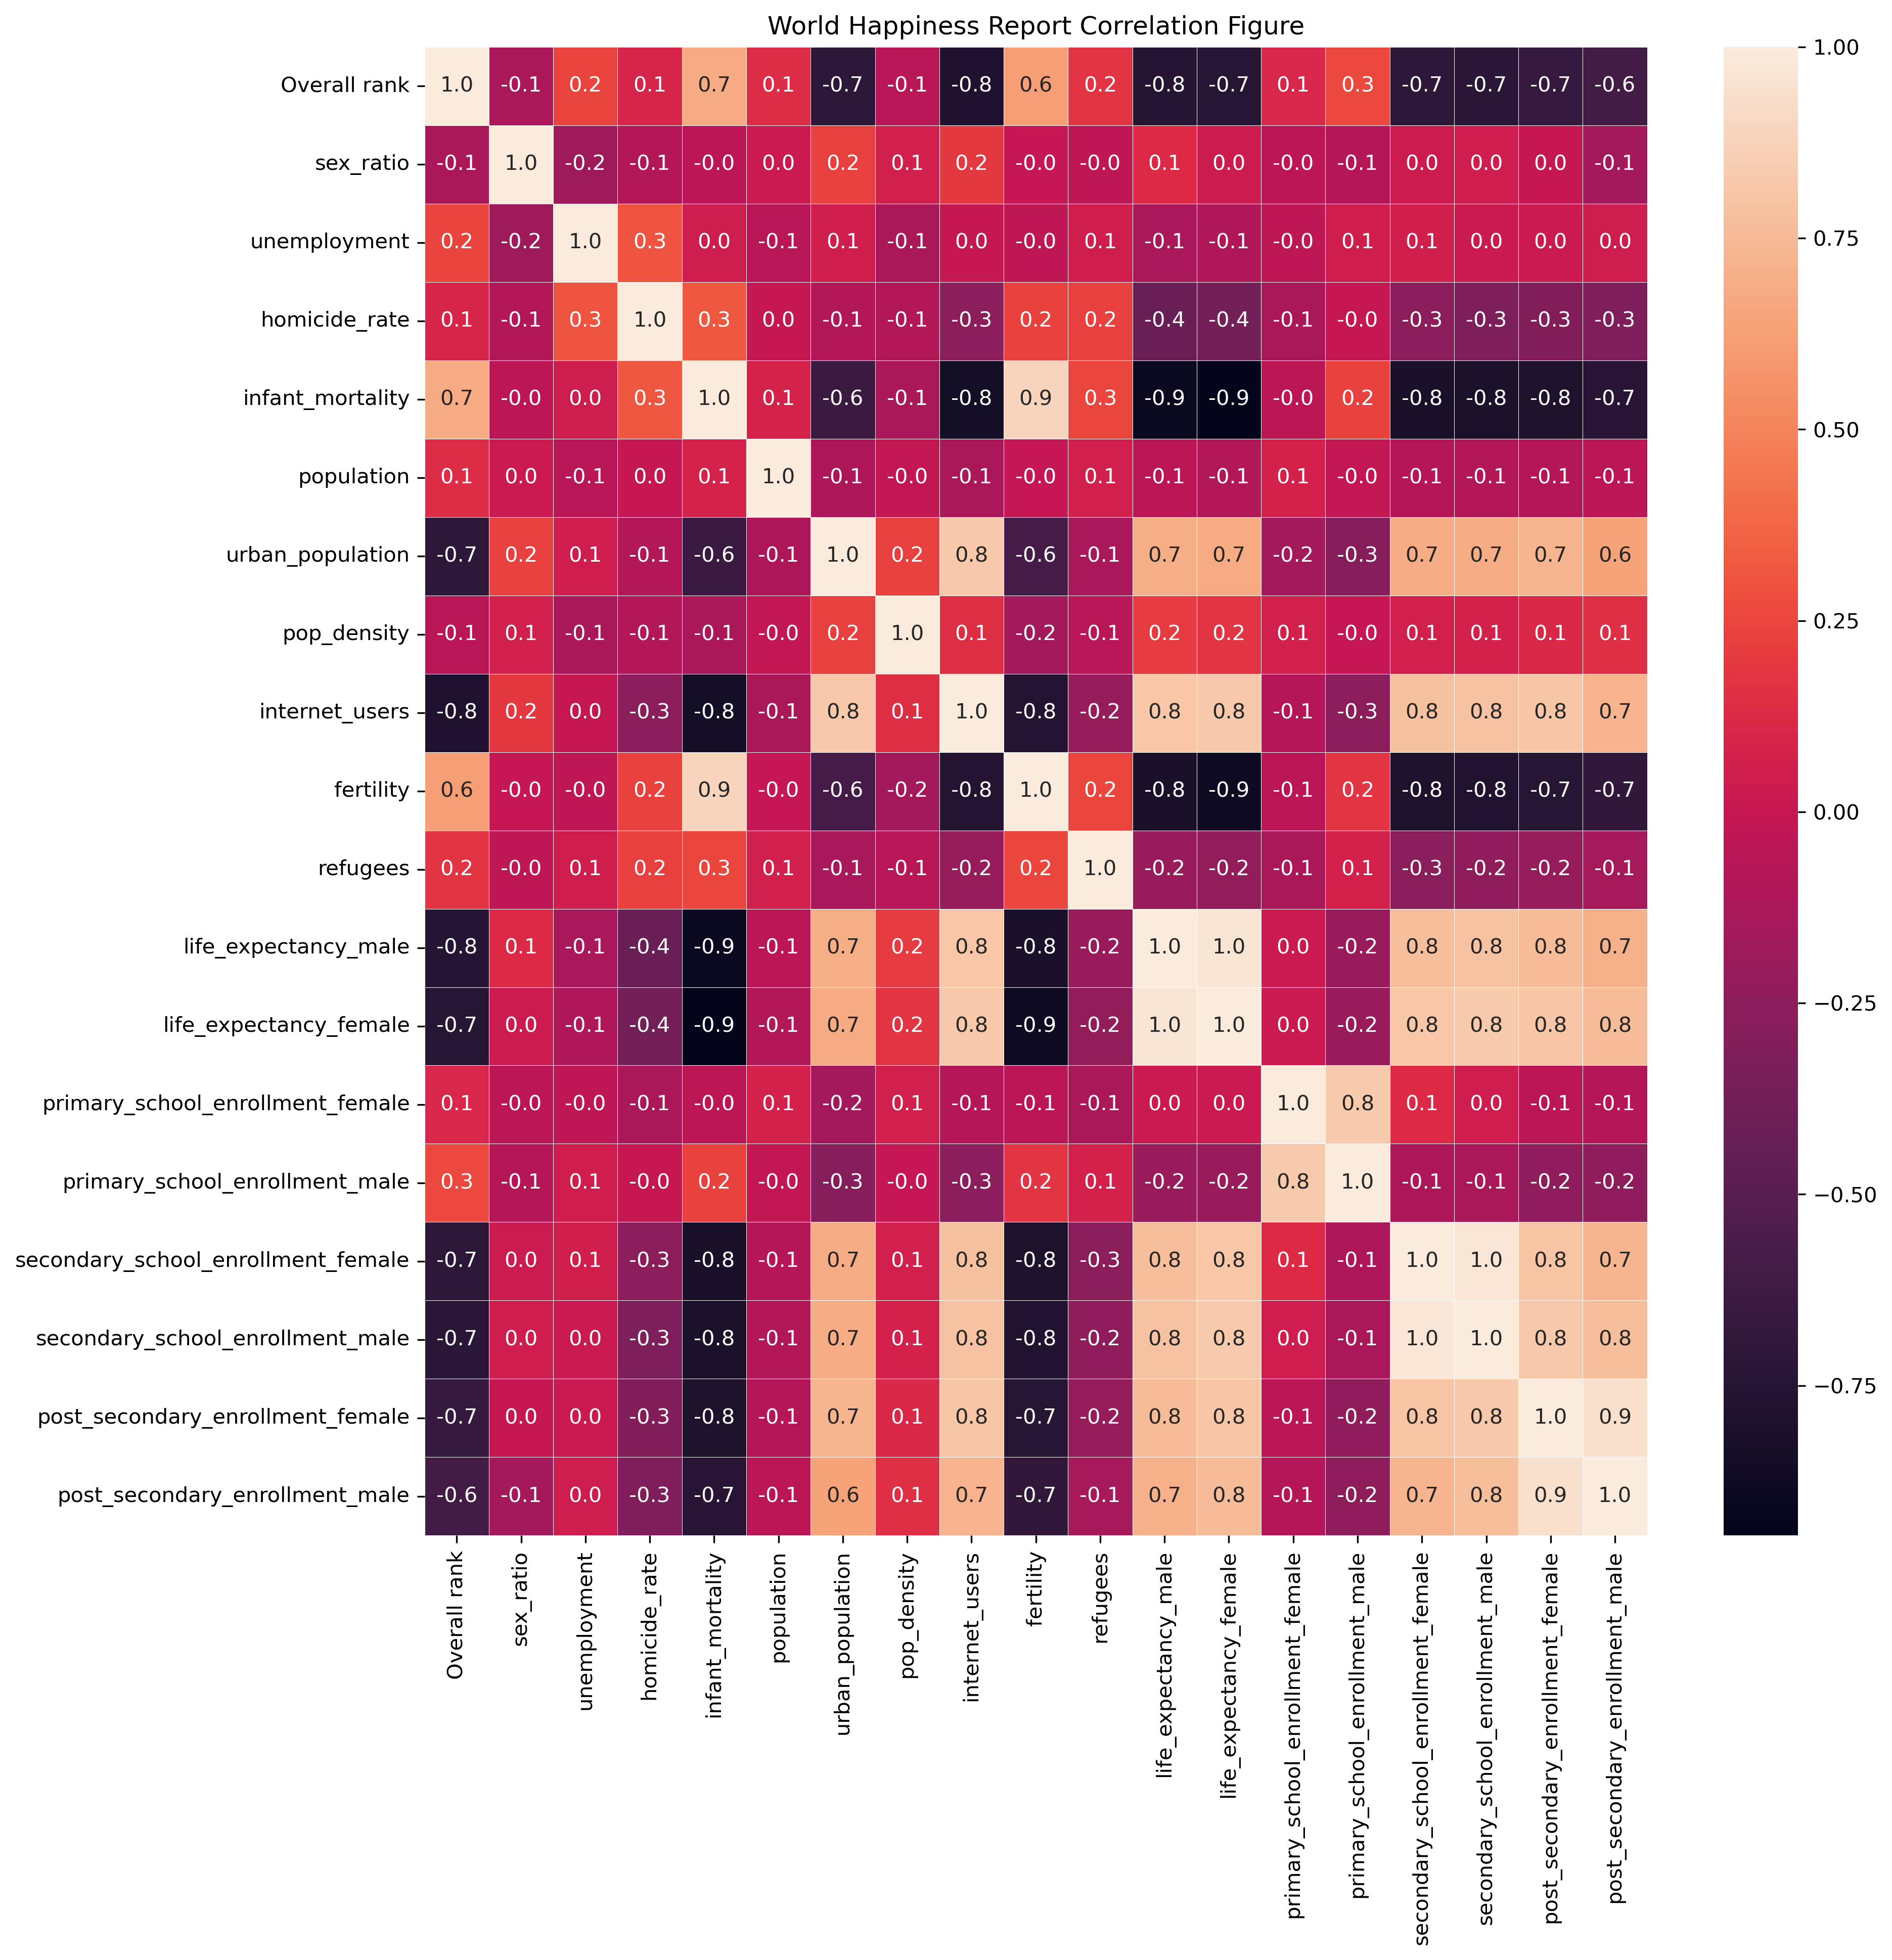 World Happiness Report Correlation Figure
Overall rank 1.0 -0.1 0.2 0.1 0.7 0.1 -0.7 -0.1 -0.8 0.6 0.2 -0.8 -0.7 0.1 0.3 -0.7 -0.7 -0.7 -0.6
sex_ratio -0.1 1.0 -0.2 -0.1 -0.0 0.0 0.2 0.1 0.2 -0.0 -0.0 0.1 0.0 -0.0 -0.1 0.0 0.0 0.0 -0.1
unemployment 0.2 -0.2 1.0 0.3 0.0 -0.1 0.1 -0.1 0.0 -0.0 0.1 -0.1 -0.1 -0.0 0.1 0.1 0.0 0.0 0.0
homicide_rate 0.1 -0.1 0.3 1.0 0.3 0.0 -0.1 -0.1 -0.3 0.2 0.2 -0.4 -0.4 -0.1 -0.0 -0.3 -0.3 -0.3 -0.3
infant_mortality 0.7 -0.0 0.0 0.3 1.0 0.1 -0.6 -0.1 -0.8 0.9 0.3 -0.9 -0.9 -0.0 0.2 -0.8 -0.8 -0.8 -0.7
population 0.1 0.0 -0.1 0.0 0.1 1.0 -0.1 -0.0 -0.1 -0.0 0.1 -0.1 -0.1 0.1 -0.0 -0.1 -0.1 -0.1 -0.1
urban_population -0.7 0.2 0.1 -0.1 -0.6 -0.1 1.0 0.2 0.8 -0.6 -0.1 0.7 0.7 -0.2 -0.3 0.7 0.7 0.7 0.6
pop_density -0.1 0.1 -0.1 -0.1 -0.1 -0.0 0.2 1.0 0.1 -0.2 -0.1 0.2 0.2 0.1 -0.0 0.1 0.1 0.1 0.1
internet_users -0.8 0.2 0.0 -0.3 -0.8 -0.1 0.8 0.1 1.0 -0.8 -0.2 0.8 0.8 -0.1 -0.3 0.8 0.8 0.8 0.7
fertility 0.6 -0.0 -0.0 0.2 0.9 -0.0 -0.6 -0.2 -0.8 1.0 0.2 -0.8 -0.9 -0.1 0.2 -0.8 -0.8 -0.7 -0.7
refugees 0.2 -0.0 0.1 0.2 0.3 0.1 -0.1 -0.1 -0.2 0.2 1.0 -0.2 -0.2 -0.1 0.1 -0.3 -0.2 -0.2 -0.1
life_expectancy_male -0.8 0.1 -0.1 -0.4 -0.9 -0.1 0.7 0.2 0.8 -0.8 -0.2 1.0 1.0 0.0 -0.2 0.8 0.8 0.8 0.7
life_expectancy_female -0.7 0.0 -0.1 -0.4 -0.9 -0.1 0.7 0.2 0.8 -0.9 -0.2 1.0 1.0 0.0 -0.2 0.8 0.8 0.8 0.8
primary_school_enrollment_female 0.1 -0.0 -0.0 -0.1 -0.0 0.1 -0.2 0.1 -0.1 -0.1 -0.1 0.0 0.0 1.0 0.8 0.1 0.0 -0.1 -0.1
primary_school_enrollment_male 0.3 -0.1 0.1 -0.0 0.2 -0.0 -0.3 -0.0 -0.3 0.2 0.1 -0.2 -0.2 0.8 1.0 -0.1 -0.1 -0.2 -0.2
secondary_school_enrollment_female -0.7 0.0 0.1 -0.3 -0.8 -0.1 0.7 0.1 0.8 -0.8 -0.3 0.8 0.8 0.1 -0.1 1.0 1.0 0.8 0.7
secondary_school_enrollment_male -0.7 0.0 0.0 -0.3 -0.8 -0.1 0.7 0.1 0.8 -0.8 -0.2 0.8 0.8 0.0 -0.1 1.0 1.0 0.8 0.8
post_secondary_enrollment_female -0.7 0.0 0.0 -0.3 -0.8 -0.1 0.7 0.1 0.8 -0.7 -0.2 0.8 0.8 -0.1 -0.2 0.8 0.8 1.0 0.9
post_secondary_enrollment_male -0.6 -0.1 0.0 -0.3 -0.7 -0.1 0.6 0.1 0.7 -0.7 -0.1 0.7 0.8 -0.1 -0.2 0.7 0.8 0.9 1.0
Overall rank
sex_ratio
unemployment
homicide_rate
infant_mortality
population
urban_population
pop_density
internet_users
fertility
refugees
life_expectancy_male
life_expectancy_female
primary_school_enrollment_female
primary_school_enrollment_male
secondary_school_enrollment_female
secondary_school_enrollment_male
post_secondary_enrollment_female
post_secondary_enrollment_male
1.00
0.75
0.50
0.25
0.00
−0.25
−0.50
−0.75